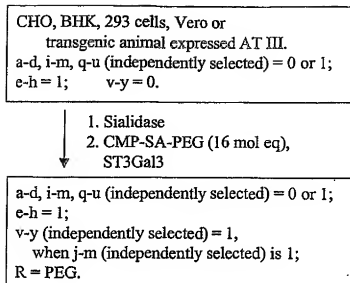 CHO, BHK, 293 cells, Vero or
transgenic animal expressed AT III.
a-d, i-m, q-u (independently selected) = 0 or 1;
e-h = 1; v-y = 0.
1. Sialidase
2. CMP-SA-PEG (16 mol eq),
ST3Gal3
a-d, i-m, q-u (independently selected) = 0 or 1;
e-h = 1;
v-y (independently selected) = 1,
when j-m (independently selected) is 1;
R = PEG.